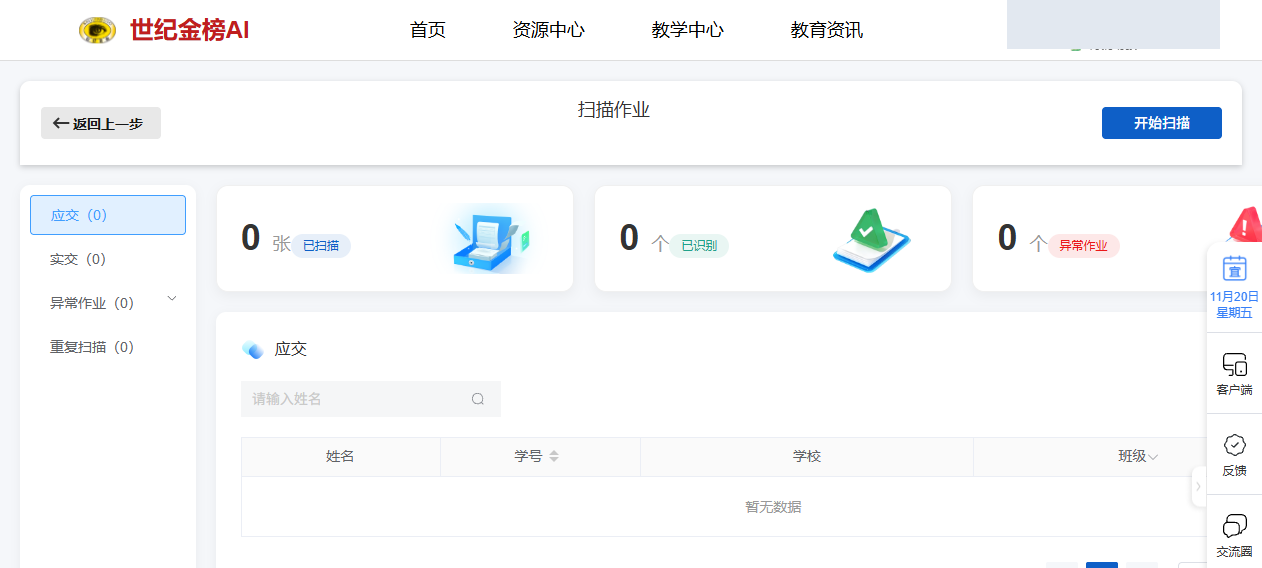 世纪金榜AI
首页 资源中心 教学中心 教育资讯
扫描作业
返回上一步
开始扫描
应交（0）
实交（0）
异常作业（0）
重复扫描（0）
0 张 已扫描
0 个 已识别
0 个 异常作业
应交
请输入姓名
姓名 学号 学校 班级
暂无数据
宜
11月20日
星期五
客户端
反馈
交流圈